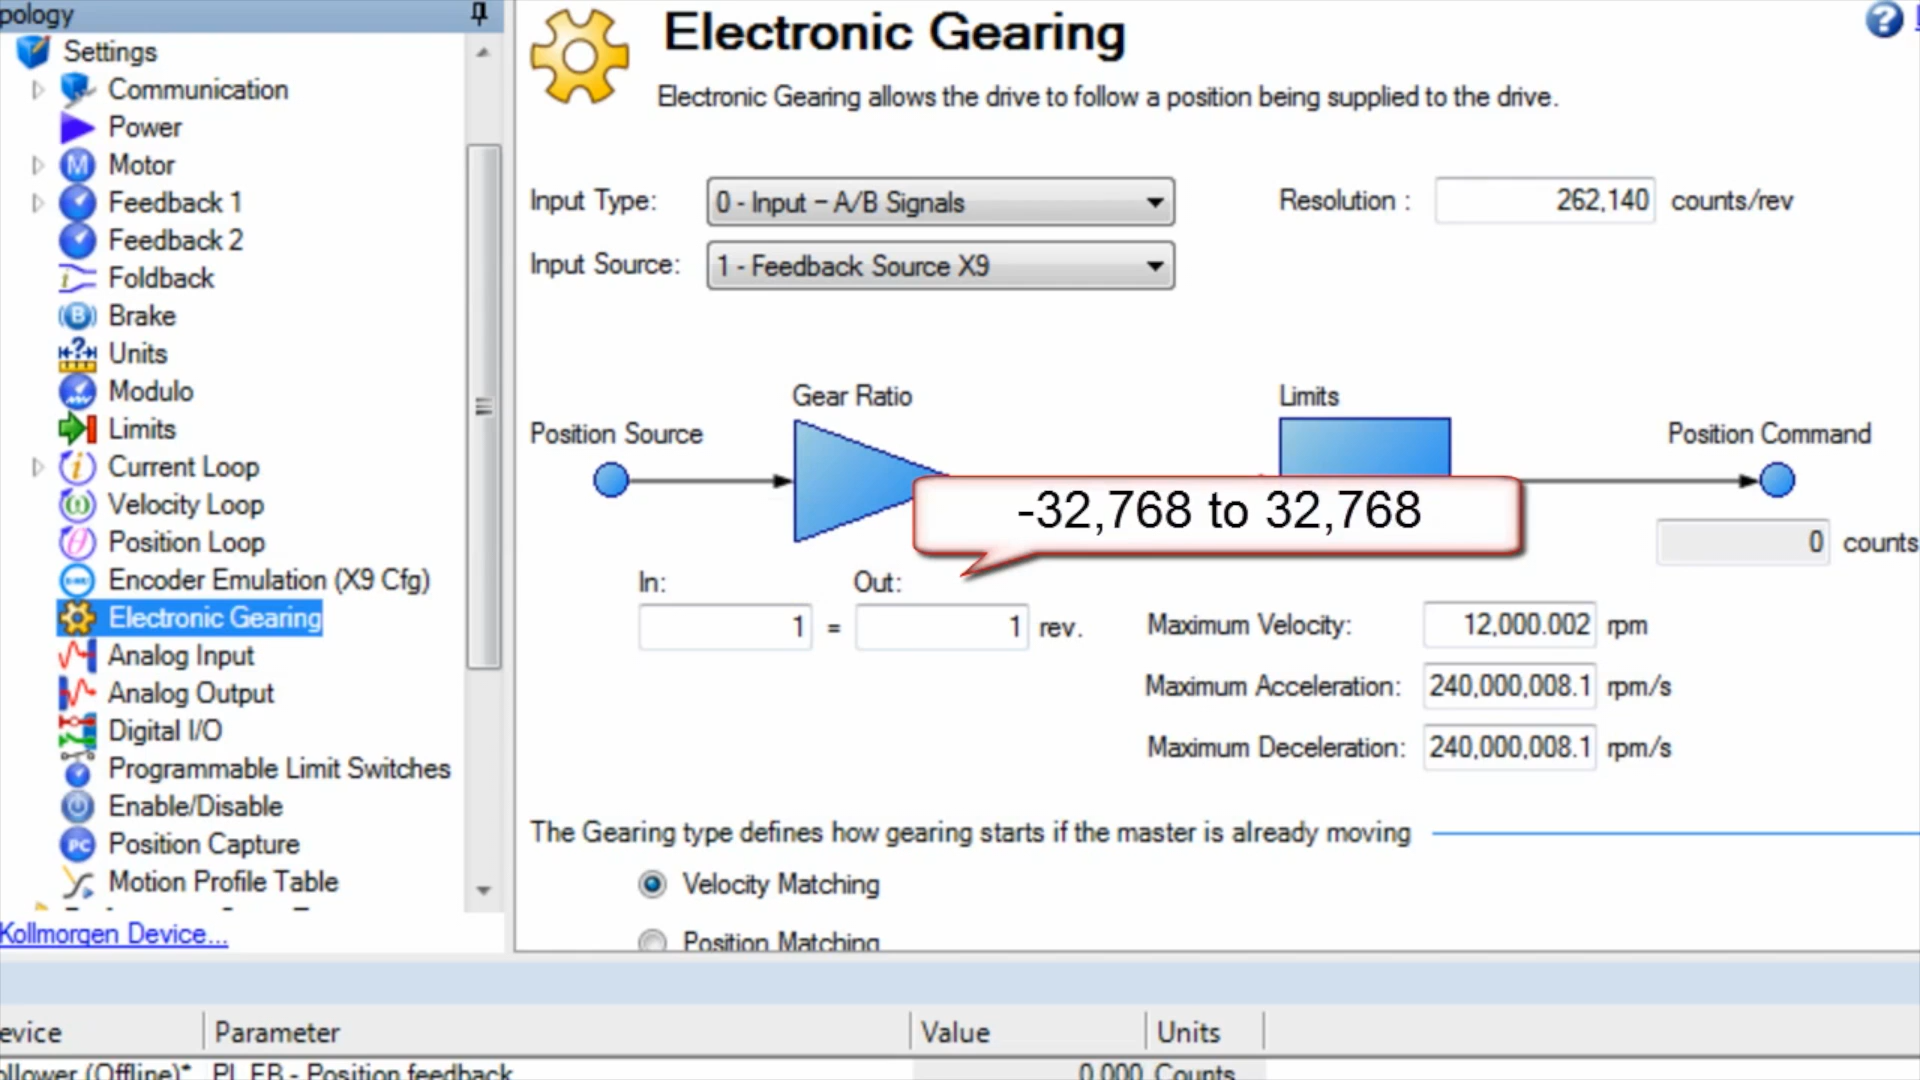 pology
Settings
Communication
Power
Motor
Feedback 1
Feedback 2
Foldback
Brake
Units
Modulo
Limits
Current Loop
Velocity Loop
Position Loop
Encoder Emulation (X9 Cfg)
Electronic Gearing
Analog Input
Analog Output
Digital I/O
Programmable Limit Switches
Enable/Disable
Position Capture
Motion Profile Table
Kollmorgen Device...
Electronic Gearing
Electronic Gearing allows the drive to follow a position being supplied to the drive.
Input Type: 0 - Input – A/B Signals Resolution : 262,140 counts/rev
Input Source: 1 - Feedback Source X9
Gear Ratio Limits
Position Source Position Command
-32,768 to 32,768
0 counts
In: Out:
1 = 1 rev.
Maximum Velocity: 12,000.002 rpm
Maximum Acceleration: 240,000,008.1 rpm/s
Maximum Deceleration: 240,000,008.1 rpm/s
The Gearing type defines how gearing starts if the master is already moving
Velocity Matching
Position Matching
evice Parameter Value Units
ollower (Offline)* PL.FB - Position feedback 0.000 Counts